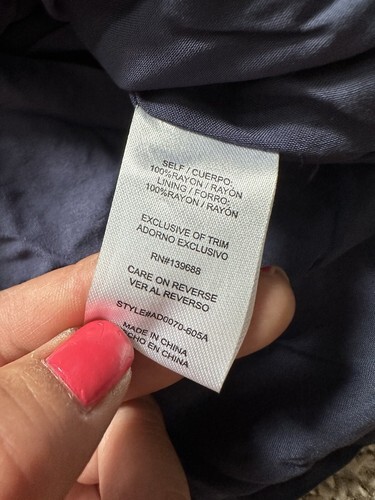 SELF / CUERPO:
100%RAYON / RAYÓN
LINING / FORRO:
100%RAYON / RAYÓN
EXCLUSIVE OF TRIM
ADORNO EXCLUSIVO
RN#139688
CARE ON REVERSE
VER AL REVERSO
STYLE#AD0070-605A
MADE IN CHINA
CHO EN CHINA